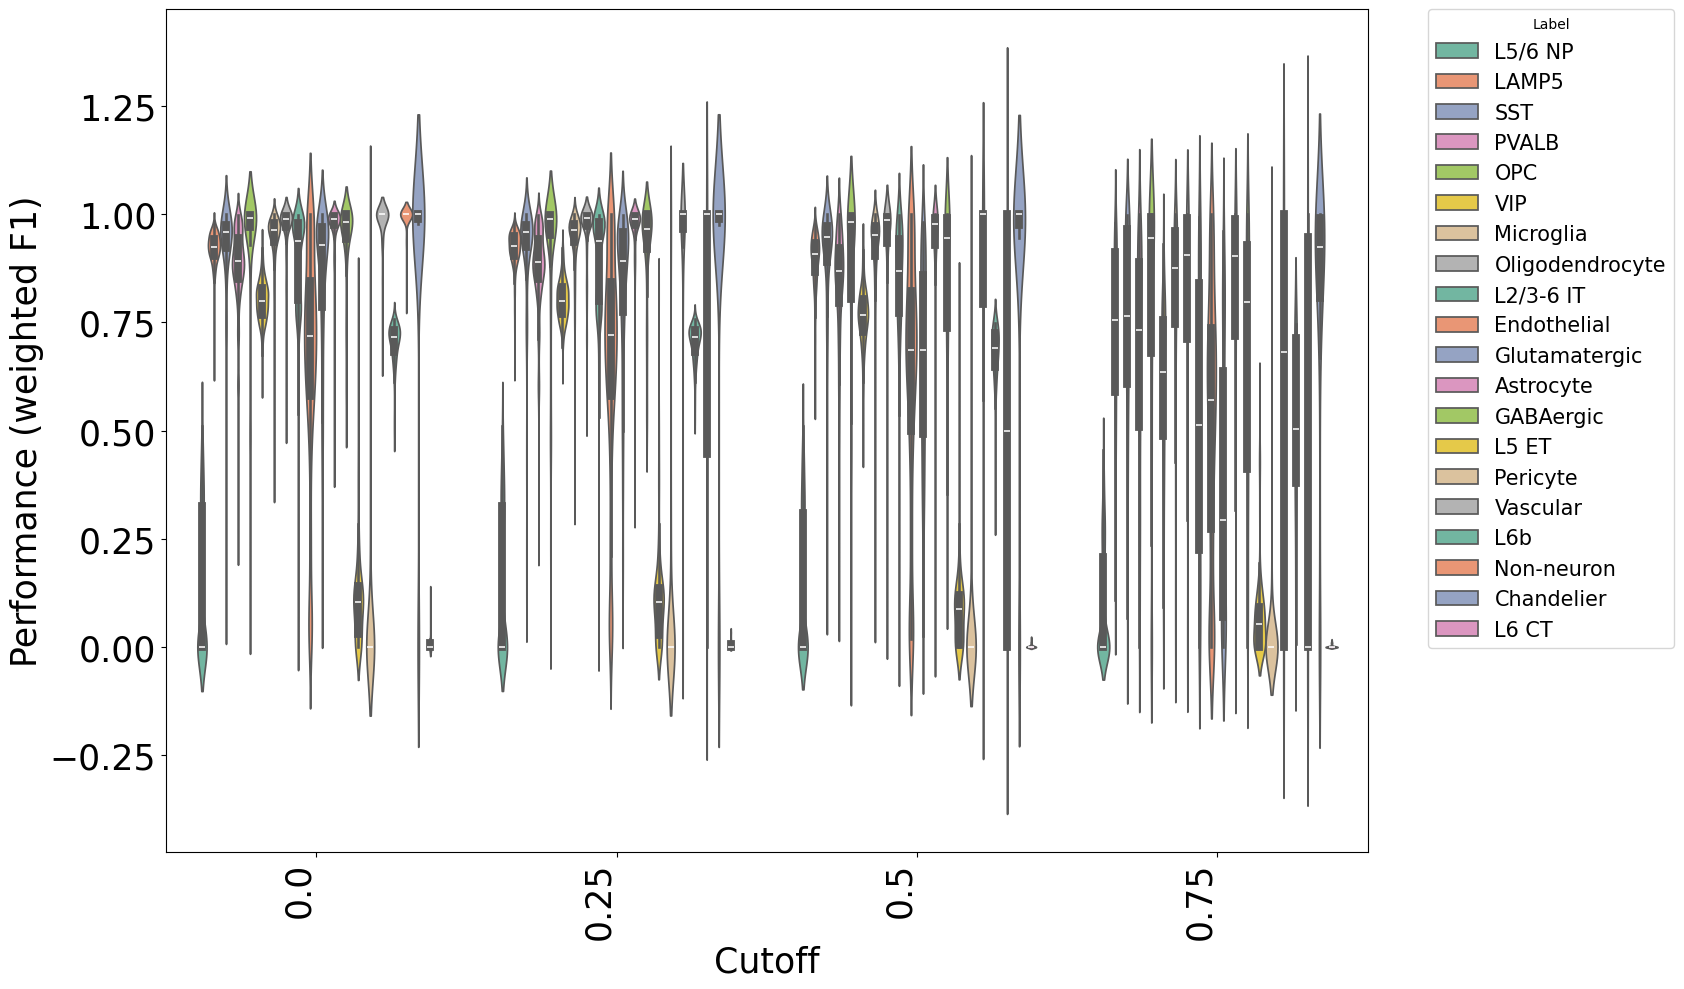 Performance (weighted F1)
1.25
1.00
0.75
0.50
0.25
0.00
−0.25
0.0
0.25
0.5
0.75
Cutoff
Label
L5/6 NP
LAMP5
SST
PVALB
OPC
VIP
Microglia
Oligodendrocyte
L2/3-6 IT
Endothelial
Glutamatergic
Astrocyte
GABAergic
L5 ET
Pericyte
Vascular
L6b
Non-neuron
Chandelier
L6 CT